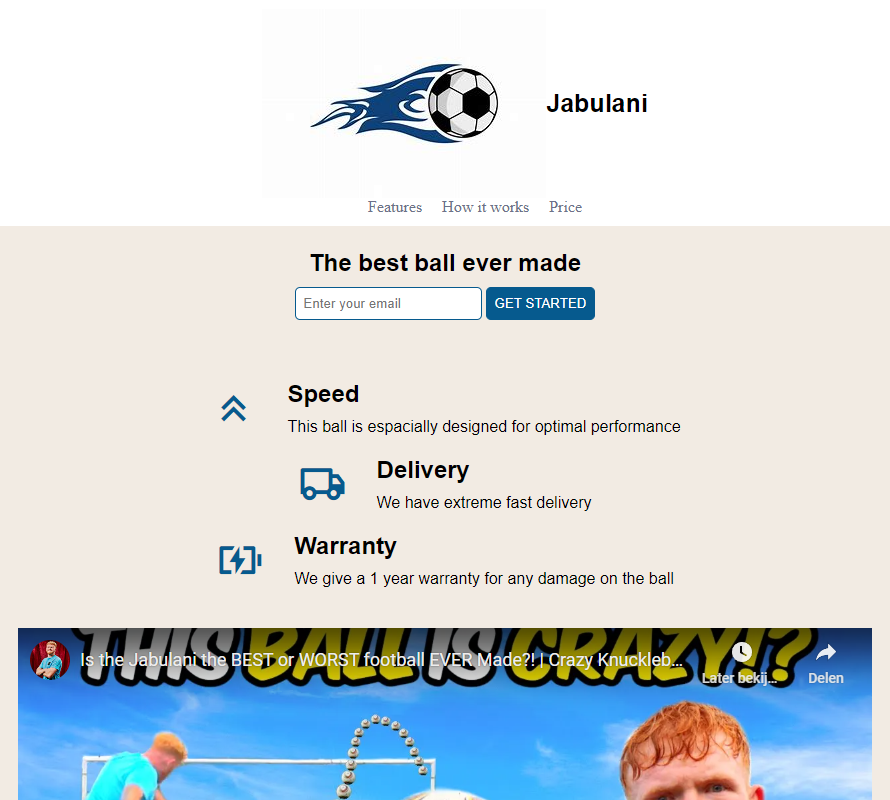 Jabulani
Features How it works Price
The best ball ever made
Enter your email GET STARTED
Speed
This ball is espacially designed for optimal performance
Delivery
We have extreme fast delivery
Warranty
We give a 1 year warranty for any damage on the ball
THIS BALL IS CRAZY!?
Is the Jabulani the BEST or WORST football EVER Made?! | Crazy Knuckleb...
Later bekij... Delen